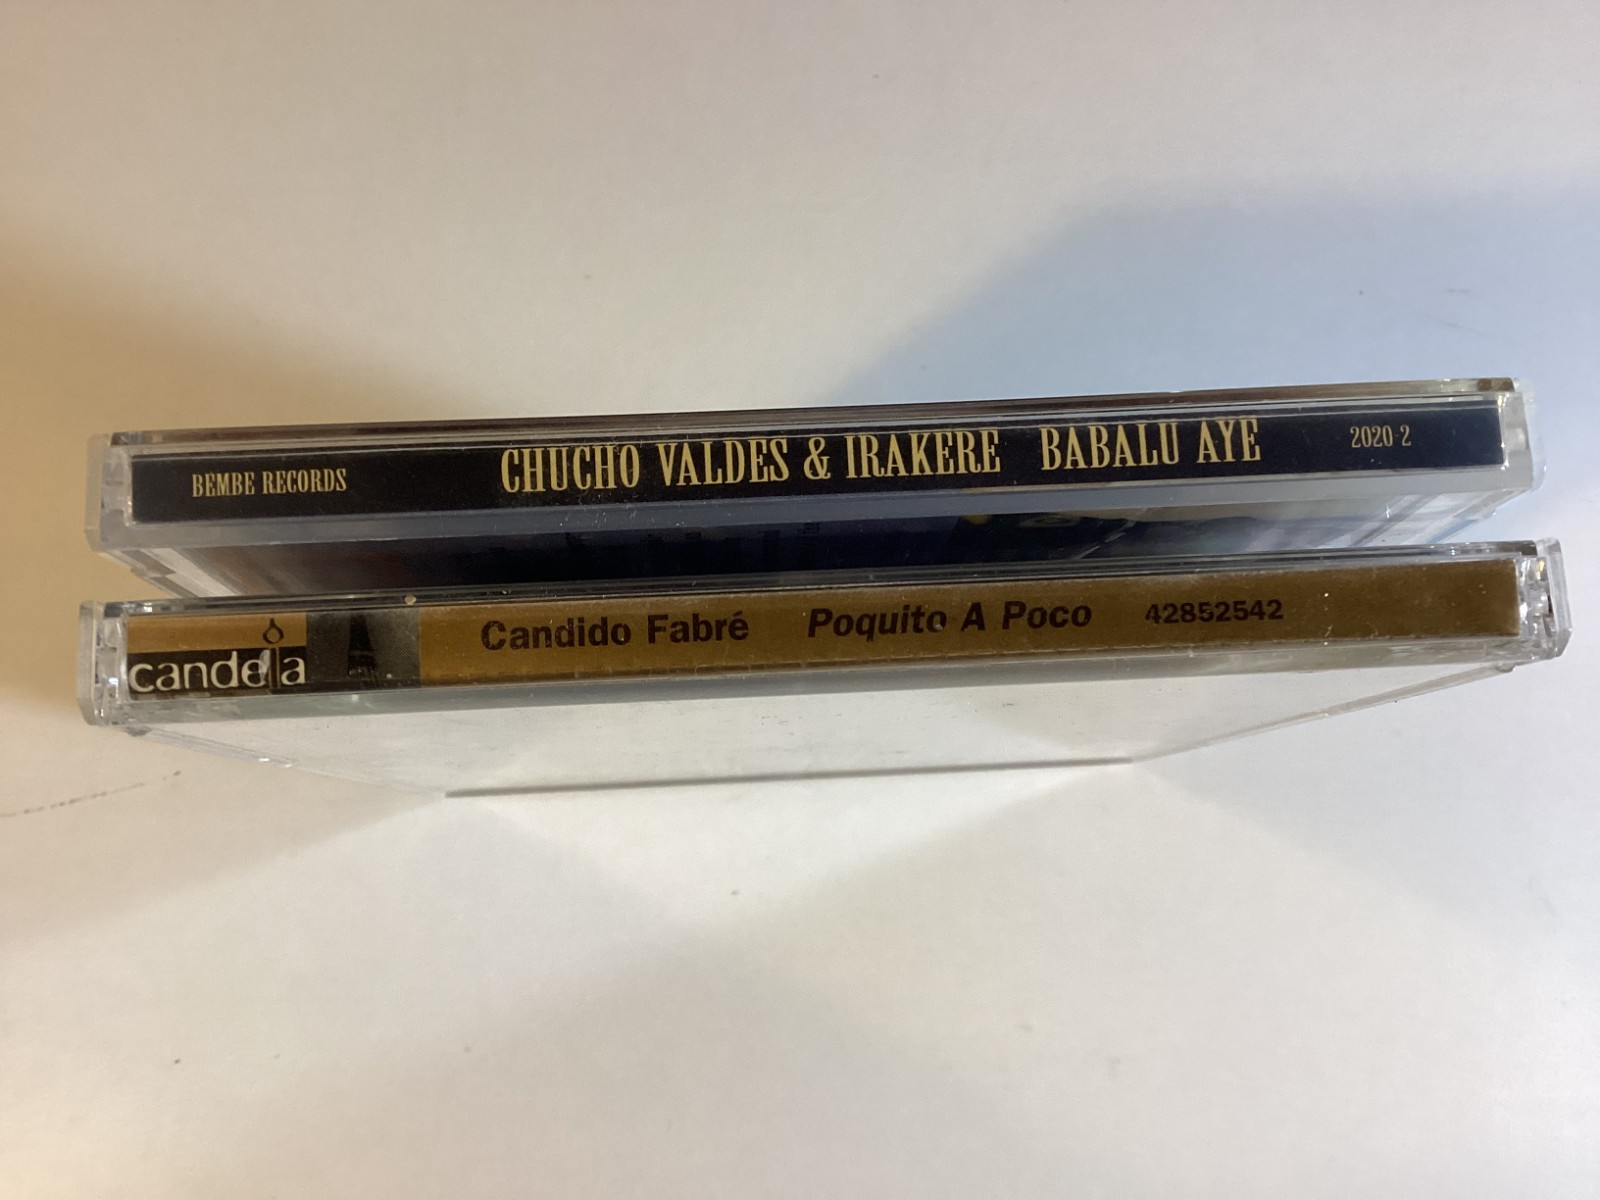 BEMBE RECORDS CHUCHO VALDES & IRAKERE BABALU AYE 2020-2
candela Candido Fabré Poquito A Poco 42852542